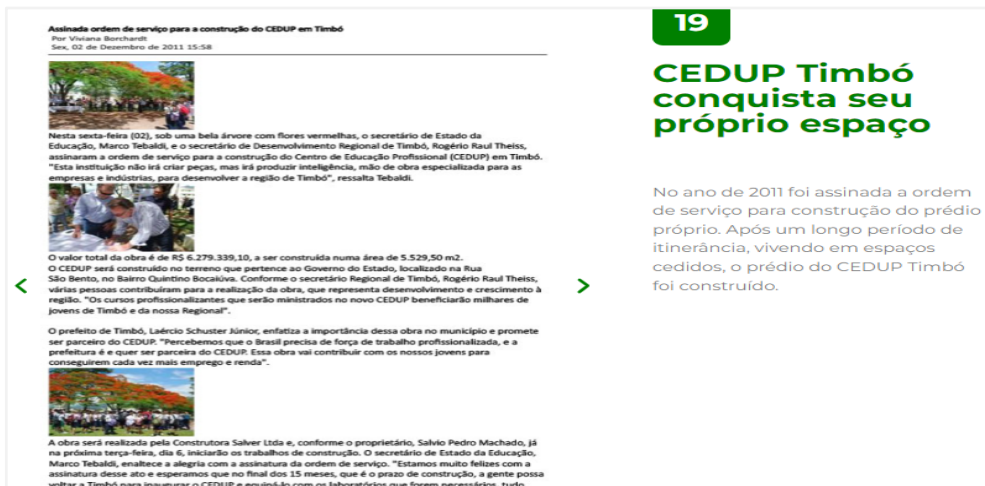 Assinada ordem de serviço para a construção do CEDUP em Timbó
Por Viviana Borchardt
Sex, 02 de Dezembro de 2011 15:58
Nesta sexta-feira (02), sob uma bela árvore com flores vermelhas, o secretário de Estado da
Educação, Marco Tebaldi, e o secretário de Desenvolvimento Regional de Timbó, Rogério Raul Theiss,
assinaram a ordem de serviço para a construção do Centro de Educação Profissional (CEDUP) em Timbó.
"Esta instituição não irá criar peças, mas irá produzir inteligência, mão de obra especializada para as
empresas e indústrias, para desenvolver a região de Timbó", ressalta Tebaldi.
O valor total da obra é de R$ 6.279.339,10, a ser construída numa área de 5.529,50 m2.
O CEDUP será construído no terreno que pertence ao Governo do Estado, localizado na Rua
São Bento, no Bairro Quintino Bocaiúva. Conforme o secretário Regional de Timbó, Rogério Raul Theiss,
várias pessoas contribuíram para a realização da obra, que representa desenvolvimento e crescimento à
região. "Os cursos profissionalizantes que serão ministrados no novo CEDUP beneficiarão milhares de
jovens de Timbó e da nossa Regional".
O prefeito de Timbó, Laércio Schuster Júnior, enfatiza a importância dessa obra no município e promete
ser parceiro do CEDUP. "Percebemos que o Brasil precisa de força de trabalho profissionalizada, e a
prefeitura é e quer ser parceira do CEDUP. Essa obra vai contribuir com os nossos jovens para
conseguirem cada vez mais emprego e renda".
A obra será realizada pela Construtora Salver Ltda e, conforme o proprietário, Salvio Pedro Machado, já
na próxima terça-feira, dia 6, iniciarão os trabalhos de construção. O secretário de Estado da Educação,
Marco Tebaldi, enaltece a alegria com a assinatura da ordem de serviço. "Estamos muito felizes com a
assinatura desse ato e esperamos que no final dos 15 meses, que é o prazo de construção, a gente possa
voltar a Timbó para inaugurar o CEDUP e equipá-lo com os laboratórios que forem necessários, tudo
19
CEDUP Timbó
conquista seu
próprio espaço
No ano de 2011 foi assinada a ordem
de serviço para construção do prédio
próprio. Após um longo período de
itinerância, vivendo em espaços
cedidos, o prédio do CEDUP Timbó
foi construído.